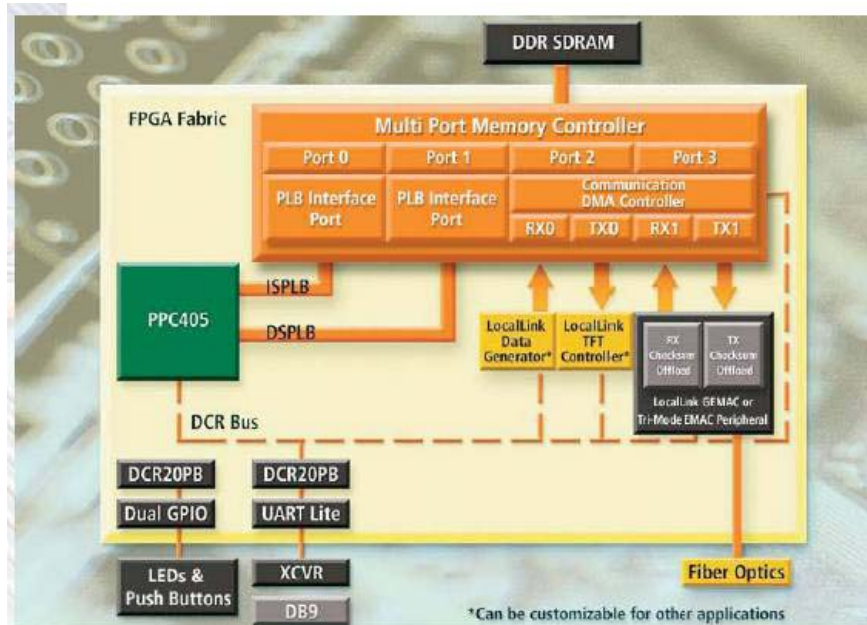 DDR SDRAM
FPGA Fabric
Multi Port Memory Controller
Port 0
Port 1
Port 2
Port 3
PLB Interface
Port
PLB Interface
Port
Communication
DMA Controller
RX0
TX0
RX1
TX1
PPC405
ISPLB
DSPLB
LocalLink
Data
Generator*
LocalLink
TFT
Controller*
RX
Checksum
Offload
TX
Checksum
Offload
LocalLink GEMAC or
Tri-Mode EMAC Peripheral
DCR Bus
DCR20PB
Dual GPIO
LEDs &
Push Buttons
DCR20PB
UART Lite
XCVR
DB9
Fiber Optics
*Can be customizable for other applications